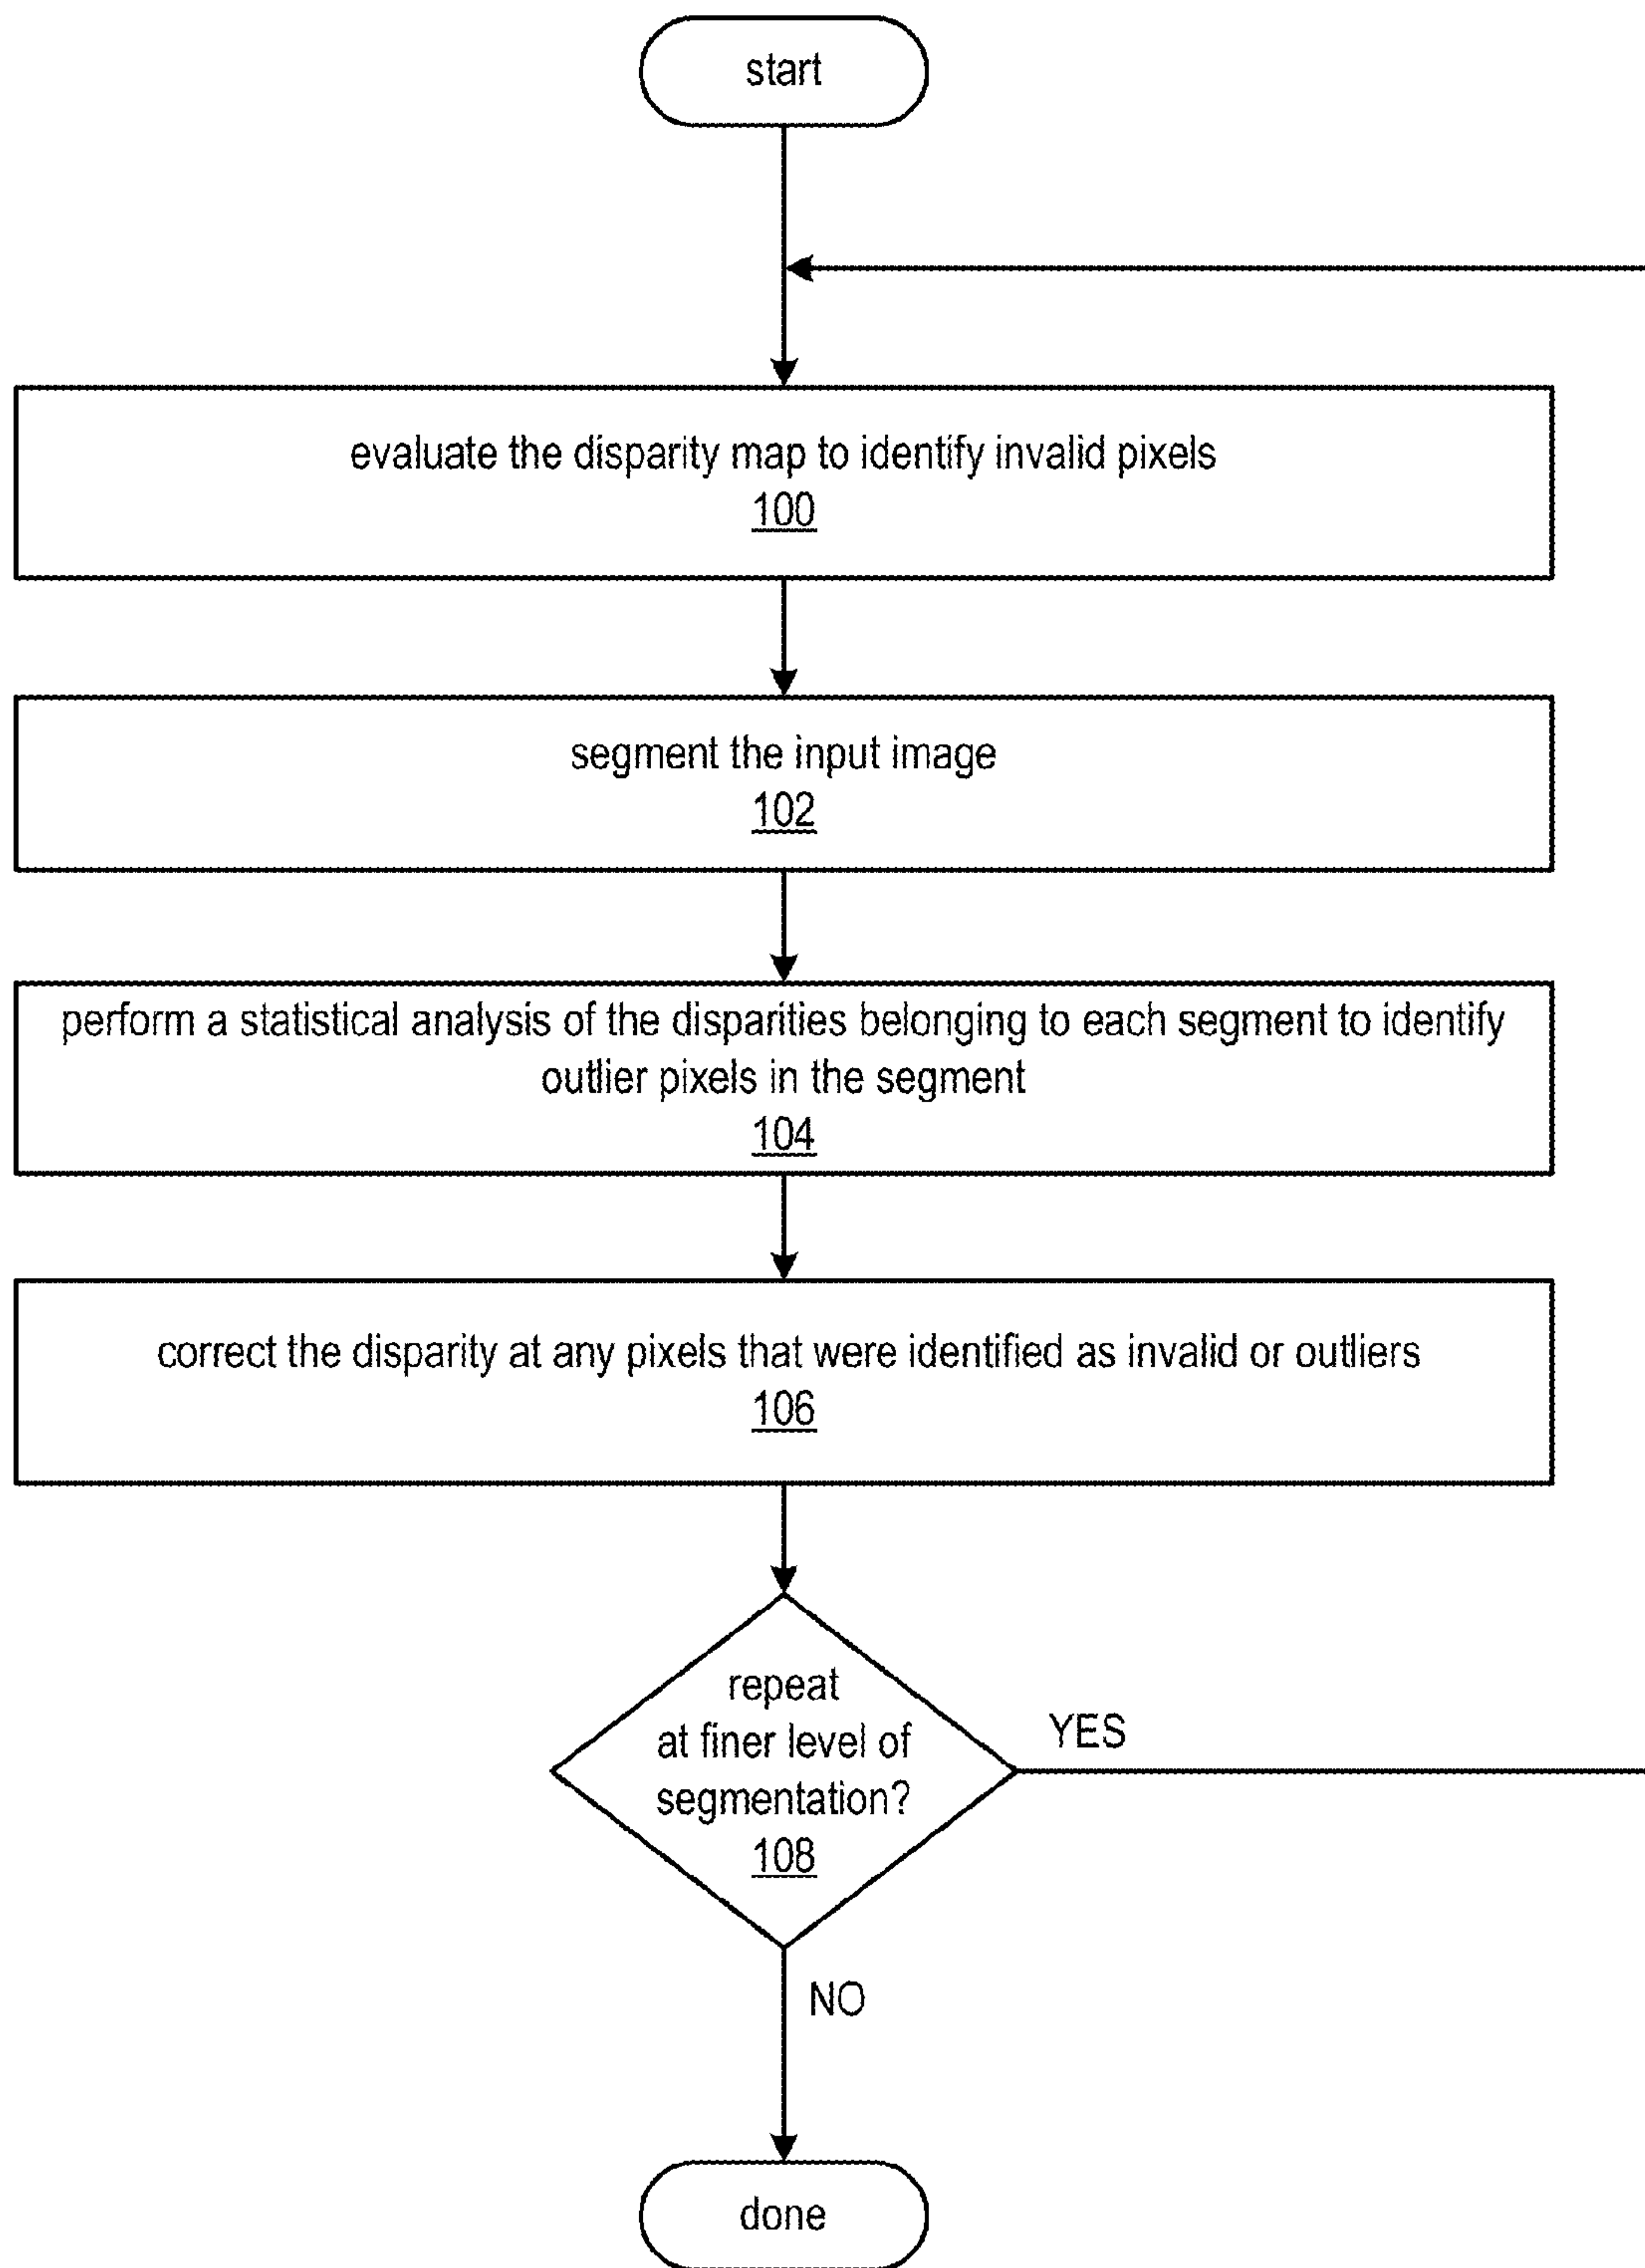 start
evaluate the disparity map to identify invalid pixels
100
segment the input image
102
perform a statistical analysis of the disparities belonging to each segment to identify
outlier pixels in the segment
104
correct the disparity at any pixels that were identified as invalid or outliers
106
repeat
at finer level of
segmentation?
108
YES
NO
done